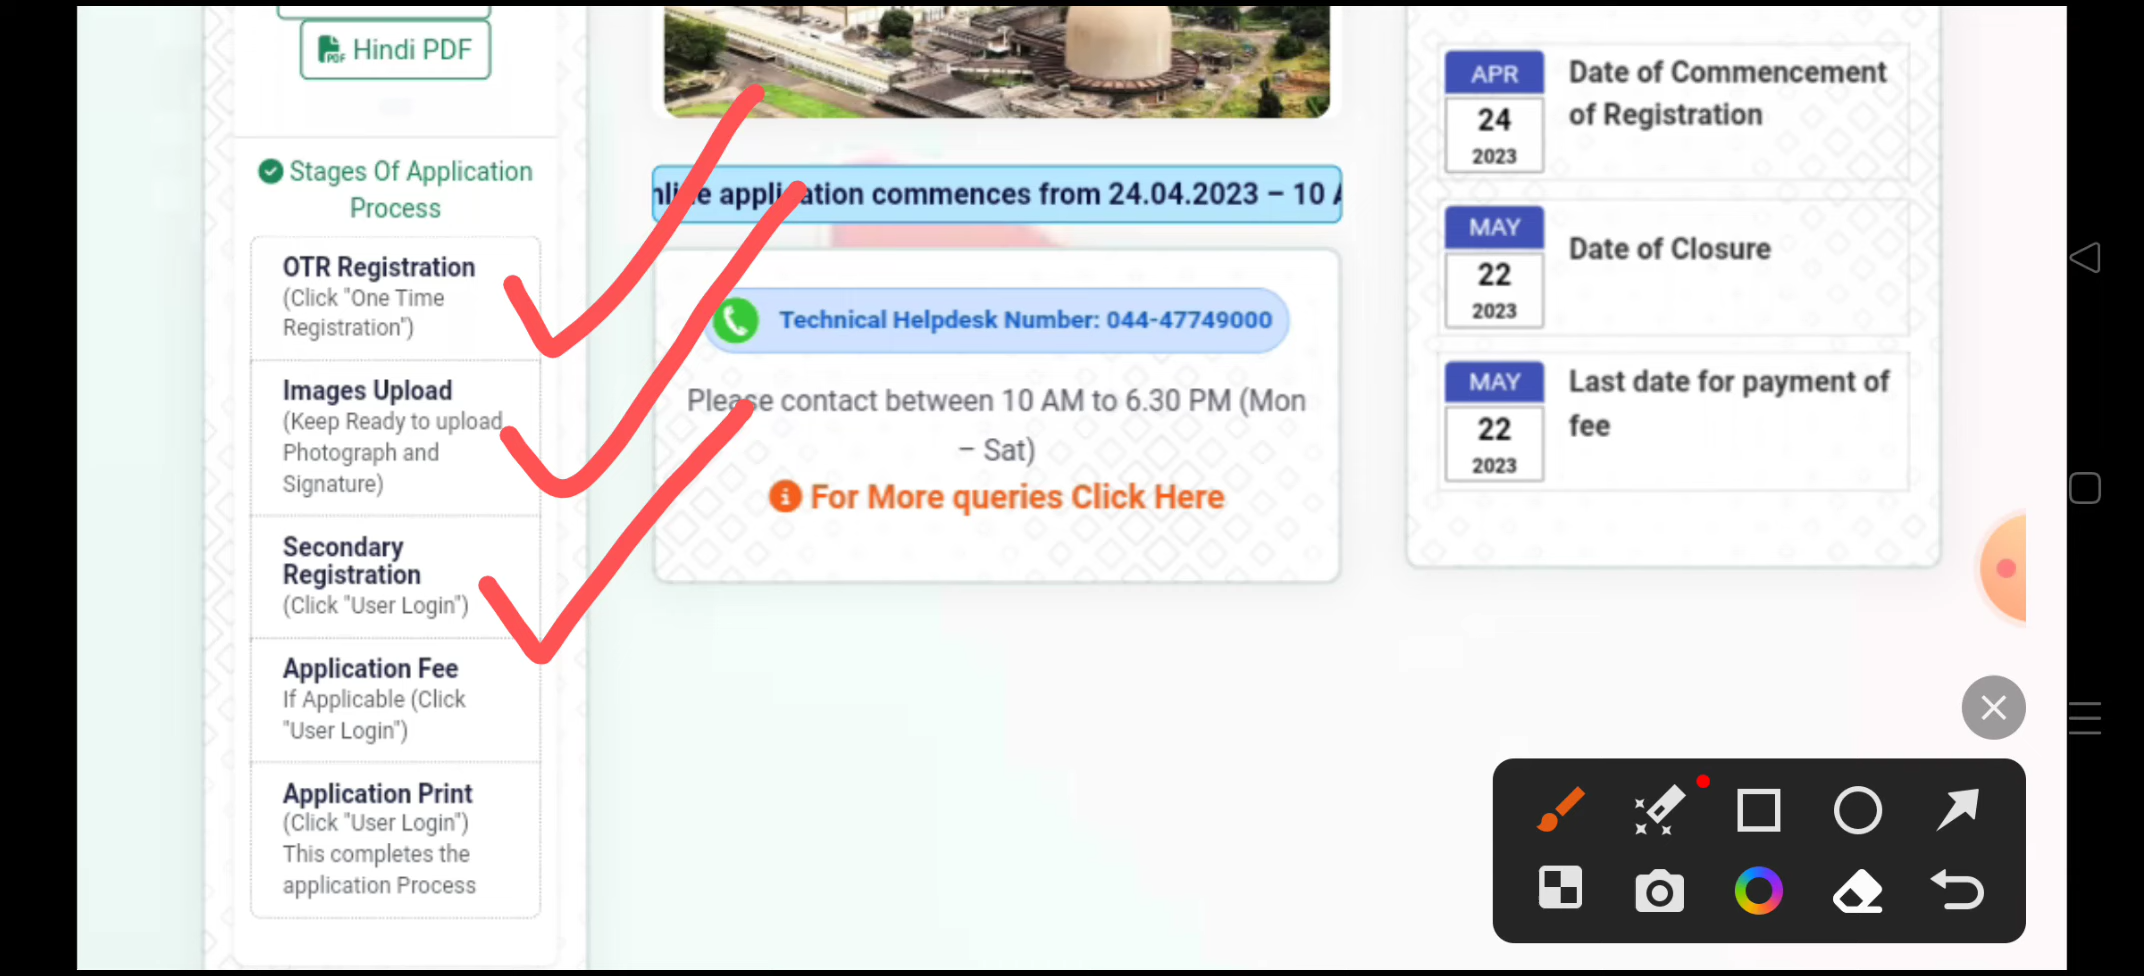 Hindi PDF
Stages Of Application
Process
OTR Registration
(Click "One Time
Registration")
Images Upload
(Keep Ready to upload
Photograph and
Signature)
Secondary
Registration
(Click "User Login")
Application Fee
If Applicable (Click
"User Login")
Application Print
(Click "User Login")
This completes the
application Process
application commences from 24.04.2023 – 10
Technical Helpdesk Number: 044-47749000
Please contact between 10 AM to 6.30 PM (Mon
– Sat)
For More queries Click Here
APR
24
2023
Date of Commencement
of Registration
MAY
22
2023
Date of Closure
MAY
22
2023
Last date for payment of
fee